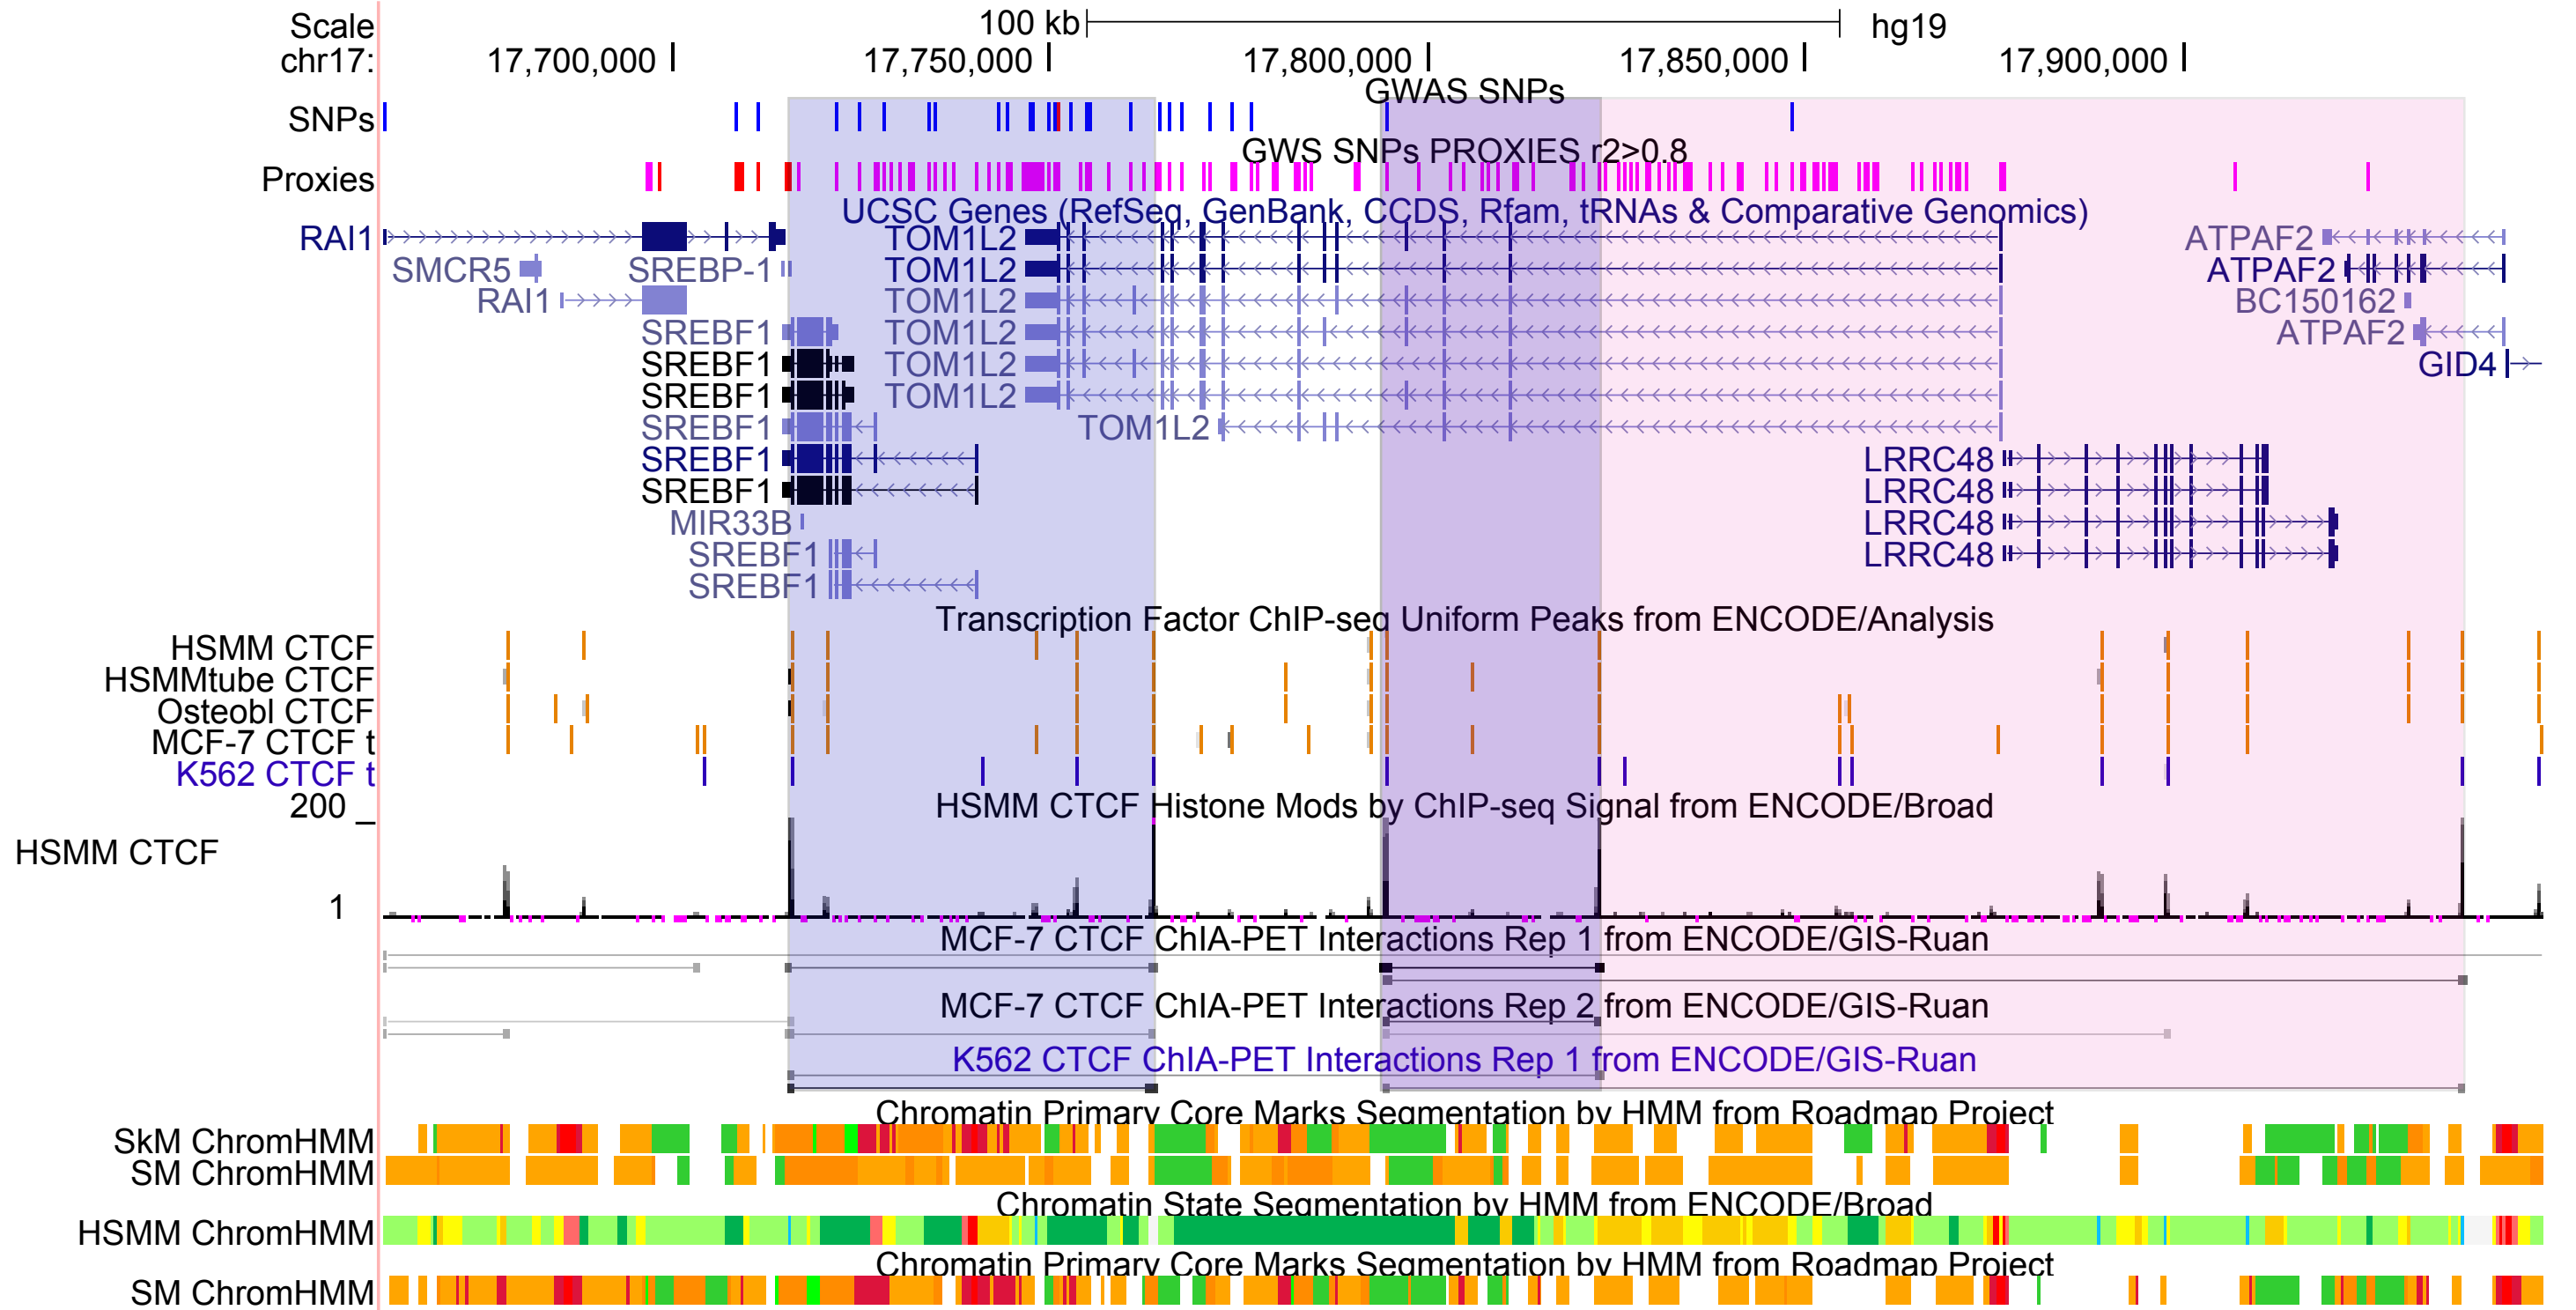 Scale 100 kb hg19
chr17: 17,700,000 17,750,000 17,800,000 17,850,000 17,900,000
GWAS SNPs
SNPs
GWS SNPs PROXIES r2>0.8
Proxies
UCSC Genes (RefSeq, GenBank, CCDS, Rfam, tRNAs & Comparative Genomics)
RAI1 TOM1L2 ATPAF2
SMCR5 SREBP-1 TOM1L2 ATPAF2
RAI1 TOM1L2 BC150162
SREBF1 TOM1L2 ATPAF2
SREBF1 TOM1L2 GID4
SREBF1 TOM1L2
SREBF1 TOM1L2
SREBF1 LRRC48
SREBF1 LRRC48
MIR33B LRRC48
SREBF1 LRRC48
SREBF1
Transcription Factor ChIP-seq Uniform Peaks from ENCODE/Analysis
HSMM CTCF
HSMMtube CTCF
Osteobl CTCF
MCF-7 CTCF t
K562 CTCF t
200 HSMM CTCF Histone Mods by ChIP-seq Signal from ENCODE/Broad
HSMM CTCF
1
MCF-7 CTCF ChIA-PET Interactions Rep 1 from ENCODE/GIS-Ruan
MCF-7 CTCF ChIA-PET Interactions Rep 2 from ENCODE/GIS-Ruan
K562 CTCF ChIA-PET Interactions Rep 1 from ENCODE/GIS-Ruan
Chromatin Primary Core Marks Segmentation by HMM from Roadmap Project
SkM ChromHMM
SM ChromHMM
Chromatin State Segmentation by HMM from ENCODE/Broad
HSMM ChromHMM
Chromatin Primary Core Marks Segmentation by HMM from Roadmap Project
SM ChromHMM